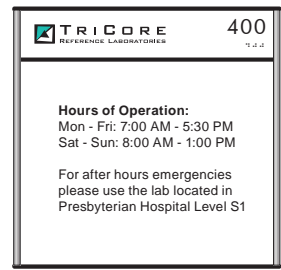 TRICORE
REFERENCE LABORATORIES
400
Hours of Operation:
Mon - Fri: 7:00 AM - 5:30 PM
Sat - Sun: 8:00 AM - 1:00 PM
For after hours emergencies
please use the lab located in
Presbyterian Hospital Level S1